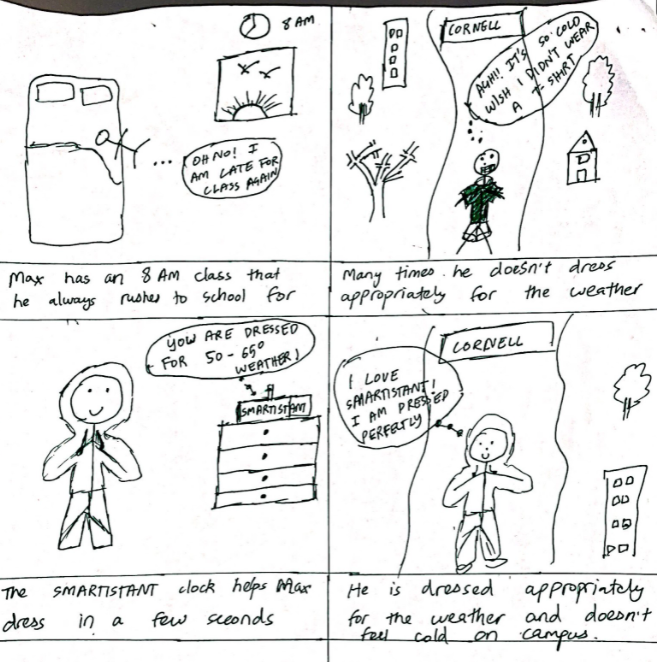 8 AM
OH NO! I
AM LATE FOR
CLASS AGAIN
Max has an 8 AM class that
he always rushes to school for
CORNELL
AGH!! IT'S SO COLD
WISH I DIDN'T WEAR
A T-SHIRT
Many times he doesn't dress
appropriately for the weather
YOU ARE DRESSED
FOR 50-65°
WEATHER!
SMARTISTANT
The SMARTISTANT clock helps Max
dress in a few seconds
CORNELL
I LOVE
SMARTISTANT!
I AM DRESSED
PERFECTLY
He is dressed appropriately
for the weather and doesn't
feel cold on campus.